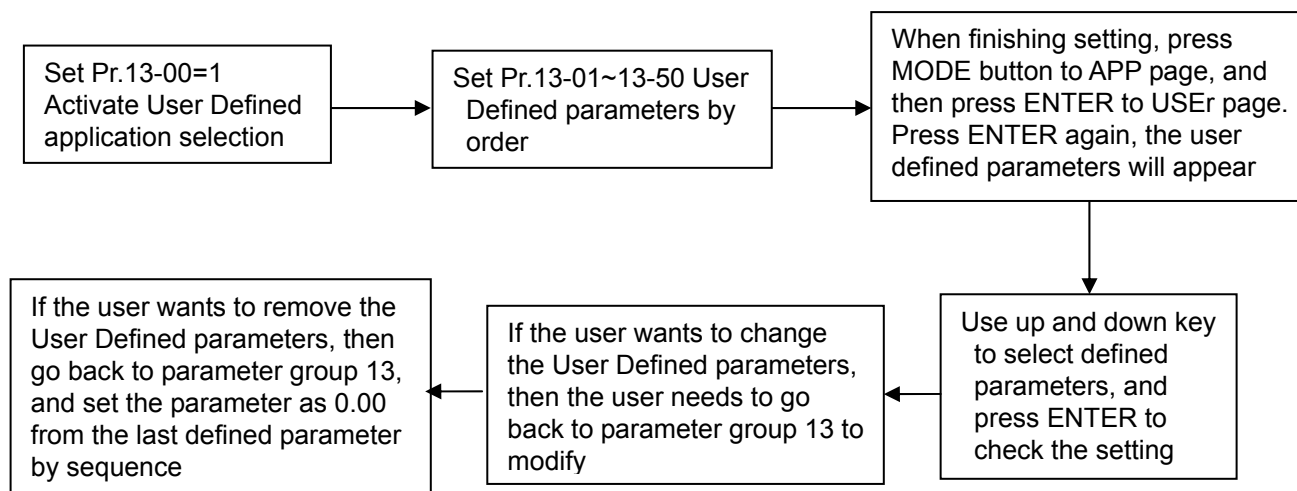 Set Pr.13-00=1
Activate User Defined
application selection
Set Pr.13-01~13-50 User
Defined parameters by
order
When finishing setting, press
MODE button to APP page, and
then press ENTER to USEr page.
Press ENTER again, the user
defined parameters will appear
Use up and down key
to select defined
parameters, and
press ENTER to
check the setting
If the user wants to change
the User Defined parameters,
then the user needs to go
back to parameter group 13 to
modify
If the user wants to remove the
User Defined parameters, then
go back to parameter group 13,
and set the parameter as 0.00
from the last defined parameter
by sequence